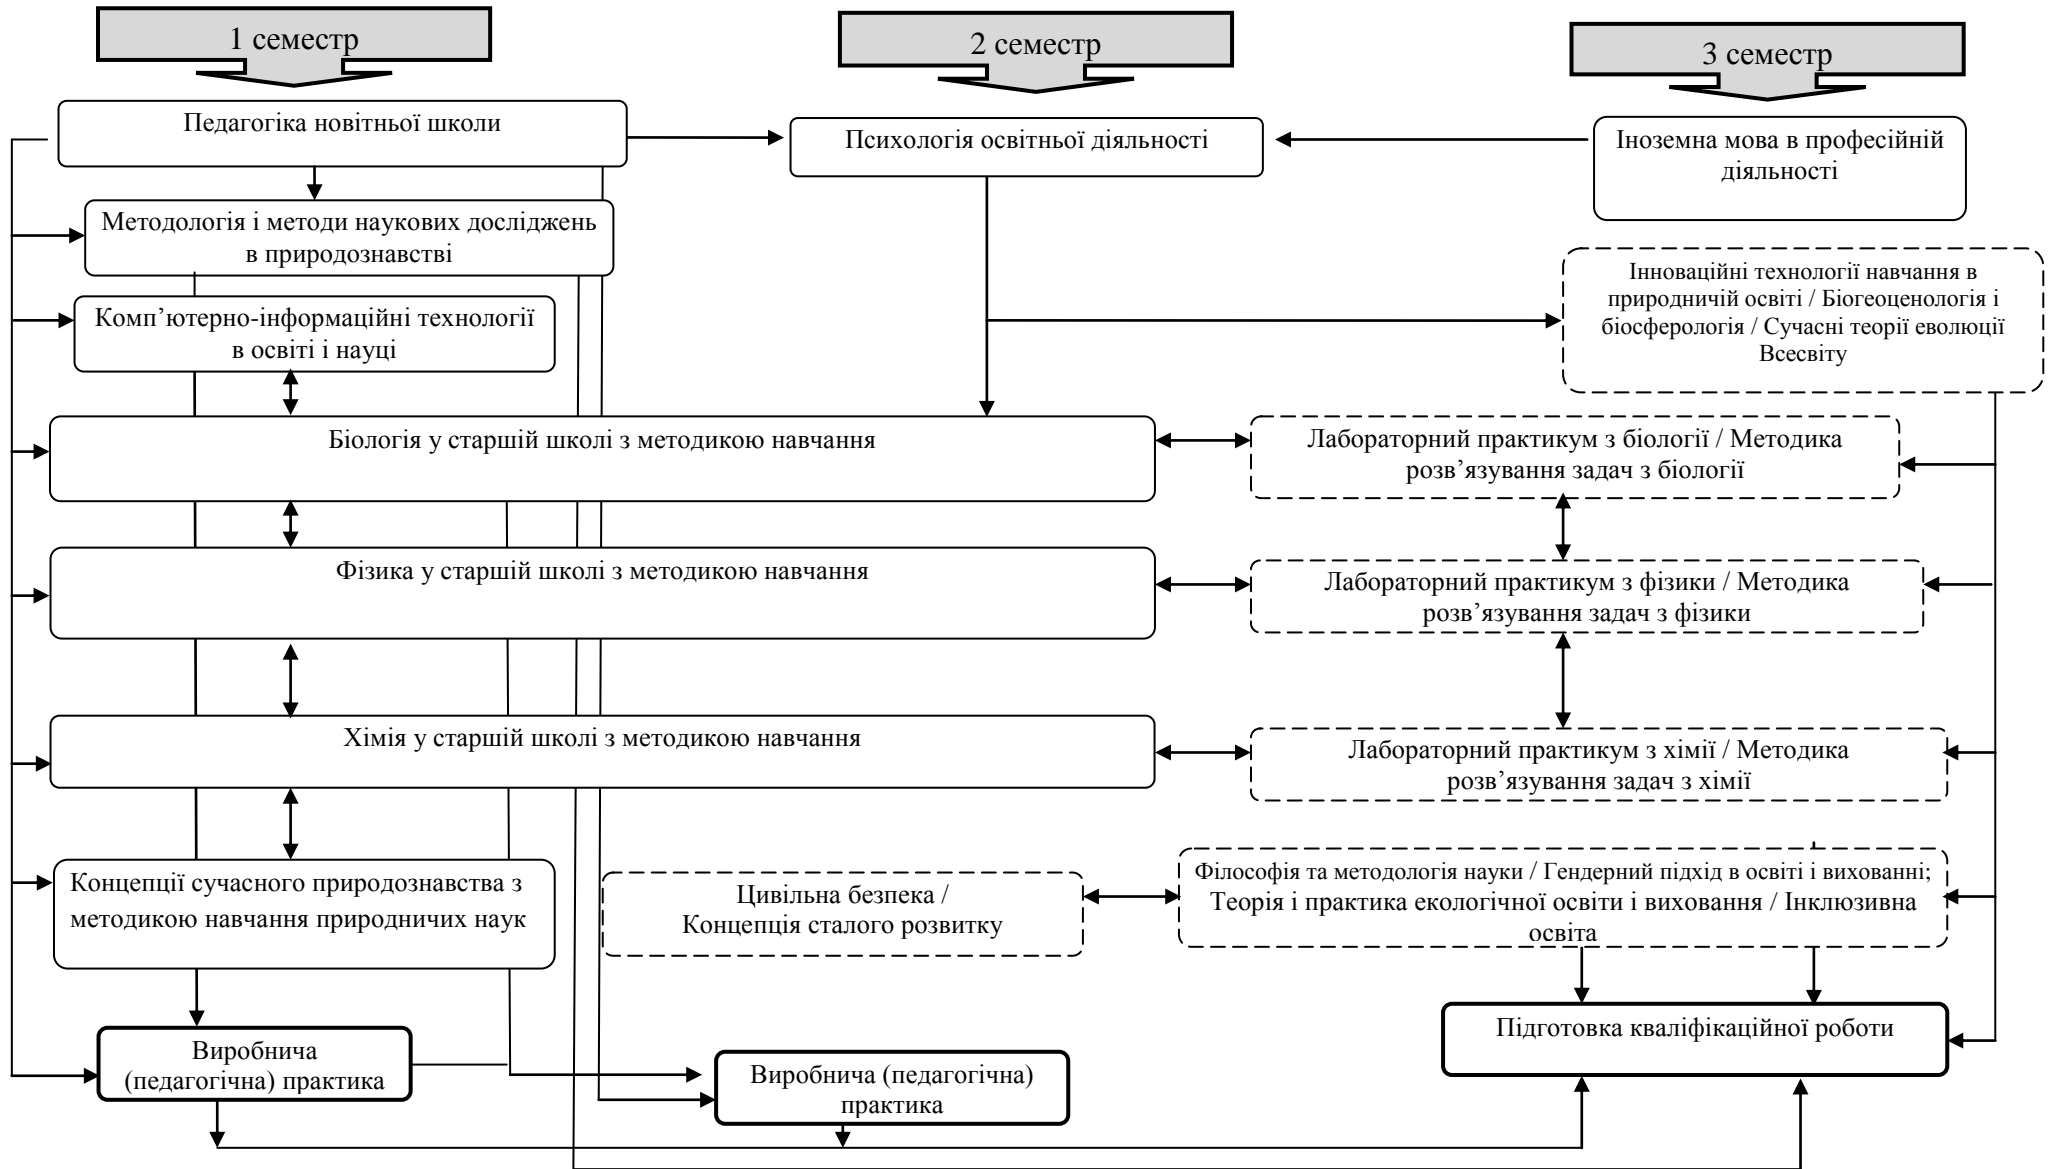 1 семестр
2 семестр
3 семестр
Педагогіка новітньої школи
Психологія освітньої діяльності
Іноземна мова в професійній
діяльності
Методологія і методи наукових досліджень
в природознавстві
Інноваційні технології навчання в
природничій освіті / Біогеоценологія і
біосферологія / Сучасні теорії еволюції
Всесвіту
Комп’ютерно-інформаційні технології
в освіті і науці
Біологія у старшій школі з методикою навчання
Лабораторний практикум з біології / Методика
розв’язування задач з біології
Фізика у старшій школі з методикою навчання
Лабораторний практикум з фізики / Методика
розв’язування задач з фізики
Хімія у старшій школі з методикою навчання
Лабораторний практикум з хімії / Методика
розв’язування задач з хімії
Концепції сучасного природознавства з
методикою навчання природничих наук
Цивільна безпека /
Концепція сталого розвитку
Філософія та методологія науки / Гендерний підхід в освіті і вихованні;
Теорія і практика екологічної освіти і виховання / Інклюзивна
освіта
Виробнича
(педагогічна) практика
Виробнича (педагогічна)
практика
Підготовка кваліфікаційної роботи